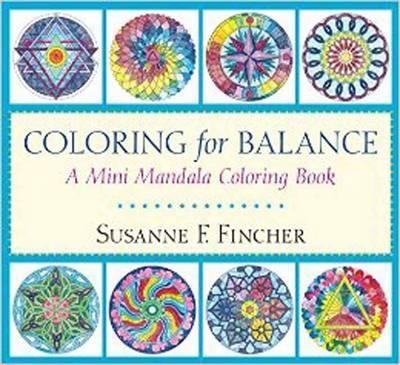 COLORING for BALANCE
A Mini Mandala Coloring Book
SUSANNE F. FINCHER